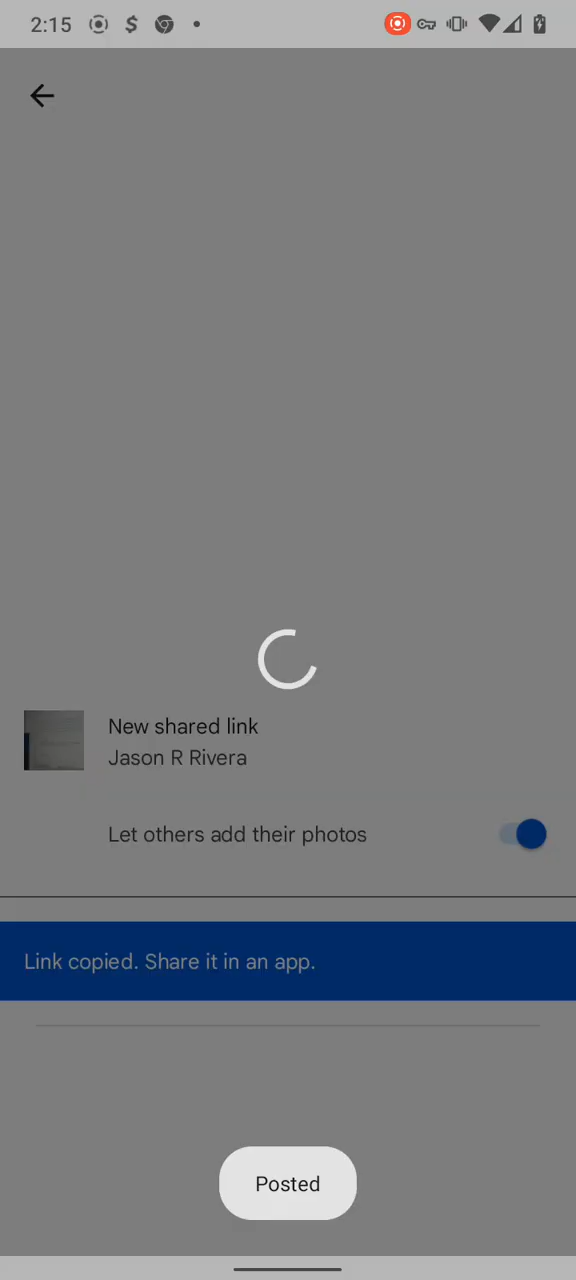 2:15
New shared link
Jason R Rivera
Let others add their photos
Link copied. Share it in an app.
Posted